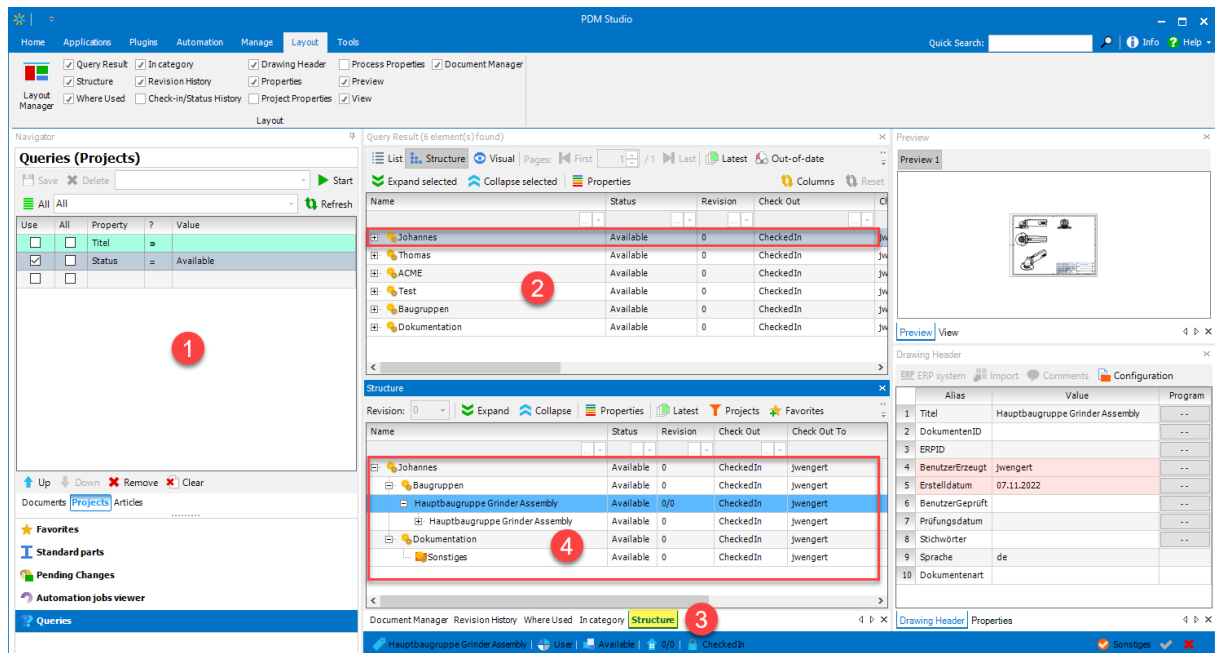 PDM Studio
Home Applications Plugins Automation Manage Layout Tools
Quick Search: Info Help
Layout Manager
Query Result In category Drawing Header Process Properties Document Manager
Structure Revision History Properties Preview
Where Used Check-in/Status History Project Properties View
Layout
Navigator
Queries (Projects)
Save Delete Start
All All Refresh
Use All Property ? Value
Titel
Status = Available
1
Up Down Remove Clear
Documents Projects Articles
Favorites
Standard parts
Pending Changes
Automation jobs viewer
Queries
Query Result (6 element(s) found)
List Structure Visual Pages: First 1 / 1 Last Latest Out-of-date
Expand selected Collapse selected Properties Columns Reset
Name Status Revision Check Out Ch
Johannes Available 0 CheckedIn jw
Thomas Available 0 CheckedIn jw
ACME Available 0 CheckedIn jw
Test Available 0 CheckedIn jw
Baugruppen Available 0 CheckedIn jw
Dokumentation Available 0 CheckedIn jw
2
Structure
Revision: 0 Expand Collapse Properties Latest Projects Favorites
Name Status Revision Check Out Check Out To
Johannes Available 0 CheckedIn jwengert
Baugruppen Available 0 CheckedIn jwengert
Hauptbaugruppe Grinder Assembly Available 0/0 CheckedIn jwengert
Hauptbaugruppe Grinder Assembly Available 0 CheckedIn jwengert
Dokumentation Available 0 CheckedIn jwengert
Sonstiges Available 0 CheckedIn jwengert
4
Document Manager Revision History Where Used In category Structure
3
Preview
Preview 1
Preview View
Drawing Header
ERP ERP system Import Comments Configuration
Alias Value Program
1 Titel Hauptbaugruppe Grinder Assembly --
2 DokumentenID --
3 ERPID --
4 BenutzerErzeugt jwengert --
5 Erstelldatum 07.11.2022 --
6 BenutzerGeprüft --
7 Prüfungsdatum --
8 Stichwörter --
9 Sprache de
10 Dokumentenart
Drawing Header Properties
Hauptbaugruppe Grinder Assembly | User | Available | 0/0 | CheckedIn
Sonstiges